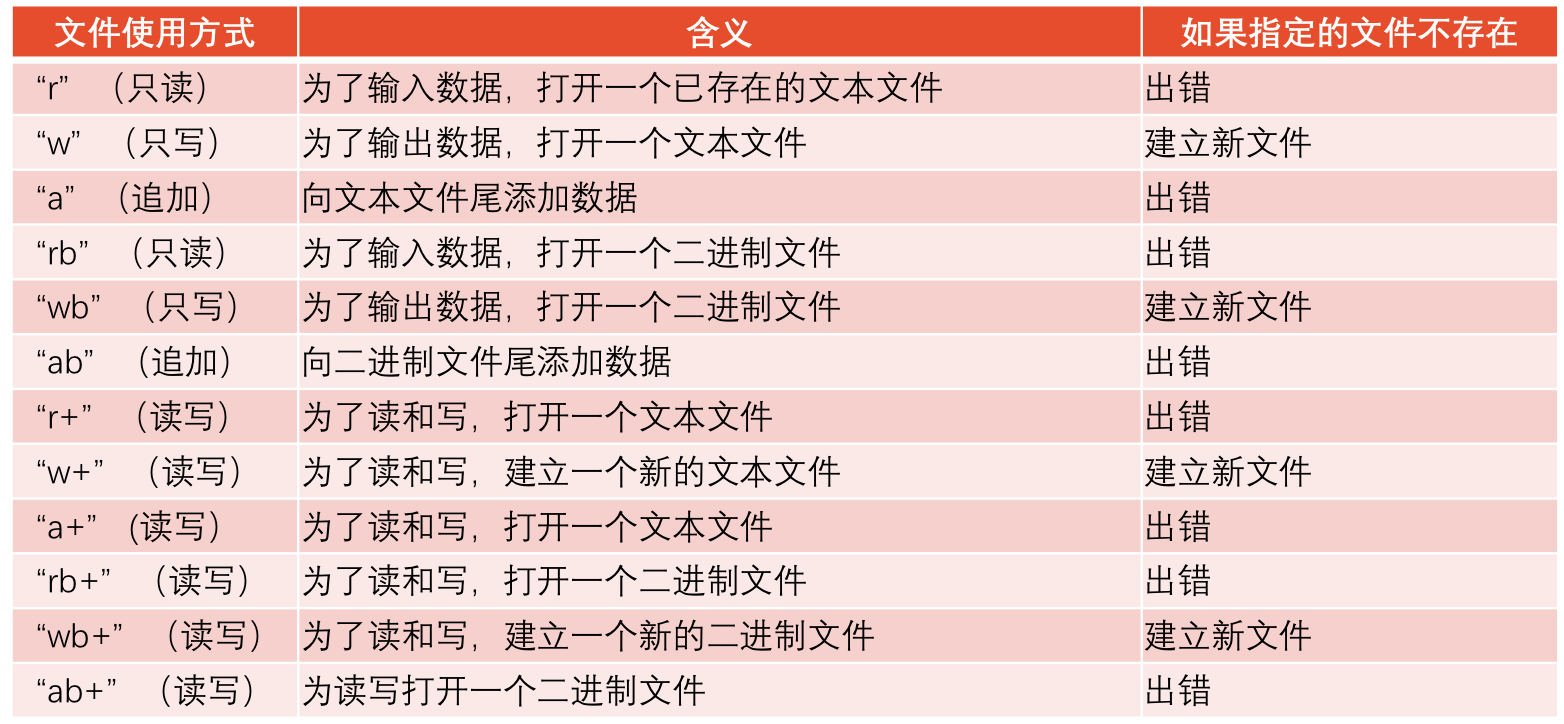 文件使用方式 含义 如果指定的文件不存在
“r” （只读） 为了输入数据，打开一个已存在的文本文件 出错
“w” （只写） 为了输出数据，打开一个文本文件 建立新文件
“a” （追加） 向文本文件尾添加数据 出错
“rb” （只读） 为了输入数据，打开一个二进制文件 出错
“wb” （只写） 为了输出数据，打开一个二进制文件 建立新文件
“ab” （追加） 向二进制文件尾添加数据 出错
“r+” （读写） 为了读和写，打开一个文本文件 出错
“w+” （读写） 为了读和写，建立一个新的文本文件 建立新文件
“a+” (读写） 为了读和写，打开一个文本文件 出错
“rb+” （读写） 为了读和写，打开一个二进制文件 出错
“wb+” （读写） 为了读和写，建立一个新的二进制文件 建立新文件
“ab+” （读写） 为读写打开一个二进制文件 出错